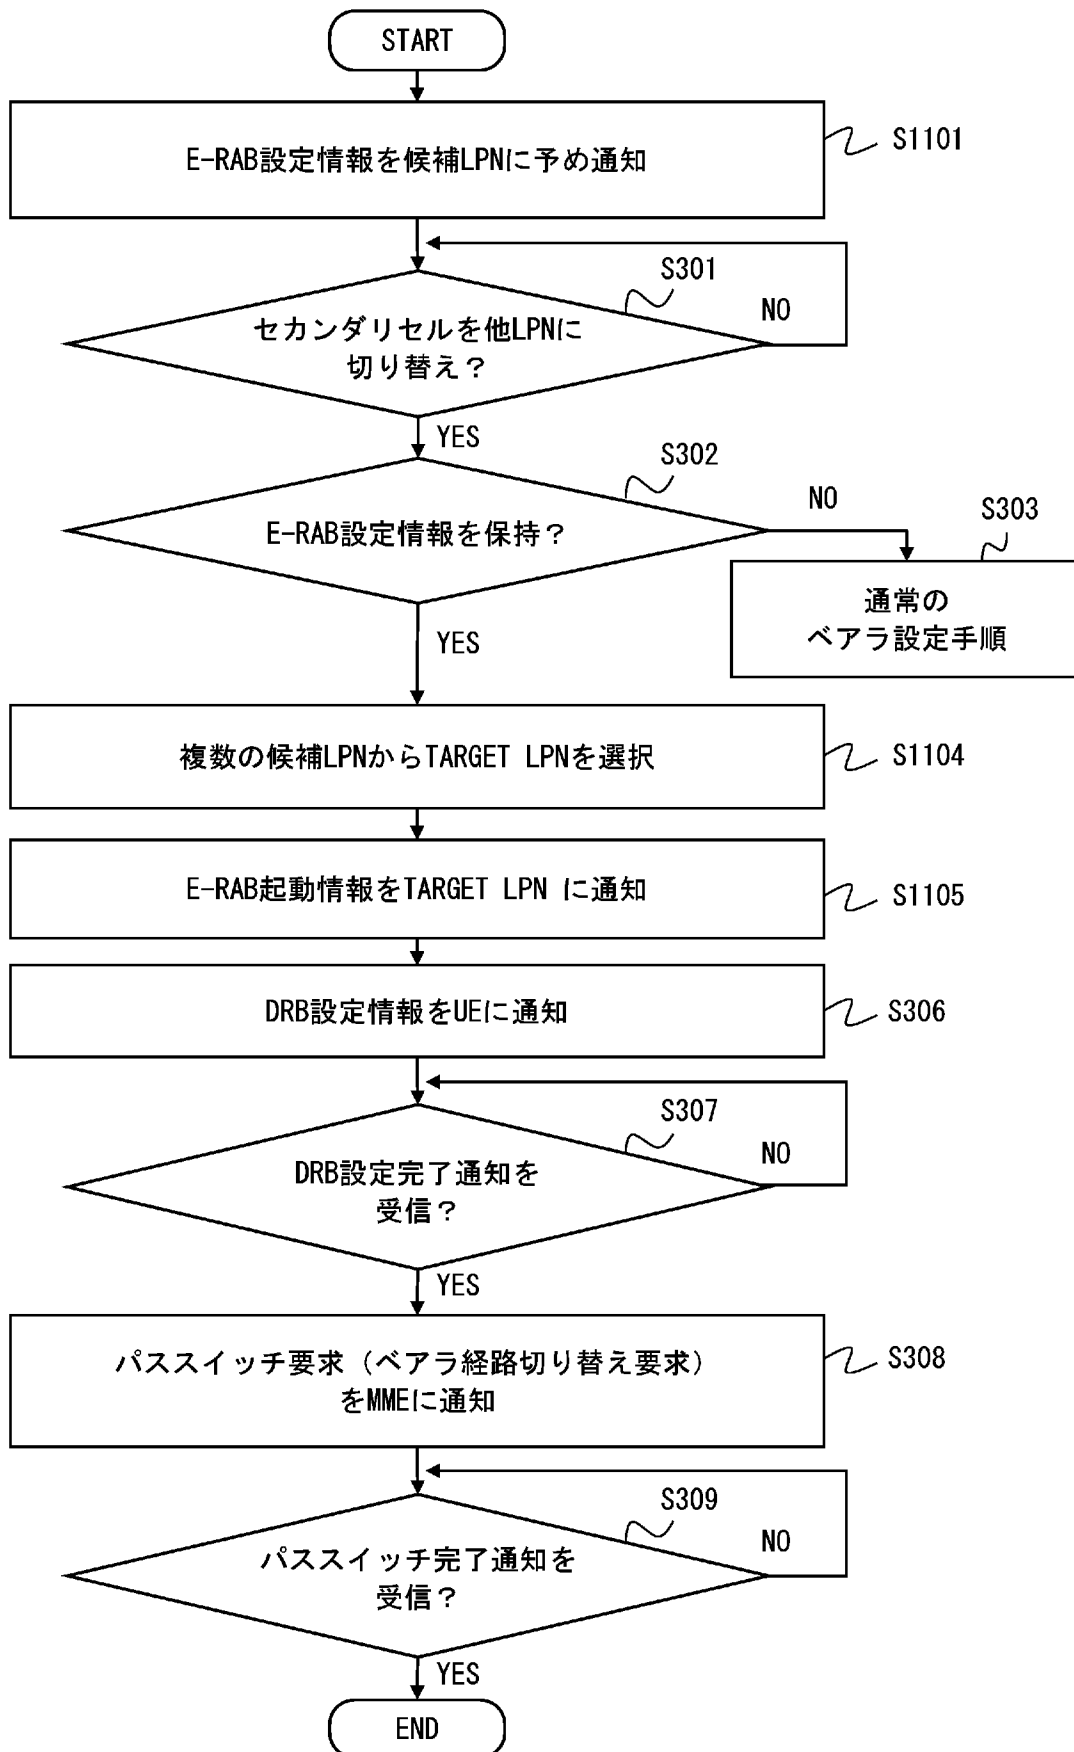 START
E-RAB設定情報を候補LPNに予め通知
S1101
S301
セカンダリセルを他LPNに
切り替え？
NO
YES
S302
E-RAB設定情報を保持？
NO
S303
通常の
ベアラ設定手順
YES
複数の候補LPNからTARGET LPNを選択
S1104
E-RAB起動情報をTARGET LPN に通知
S1105
DRB設定情報をUEに通知
S306
S307
DRB設定完了通知を
受信？
NO
YES
パススイッチ要求（ベアラ経路切り替え要求）
をMMEに通知
S308
S309
パススイッチ完了通知を
受信？
NO
YES
END